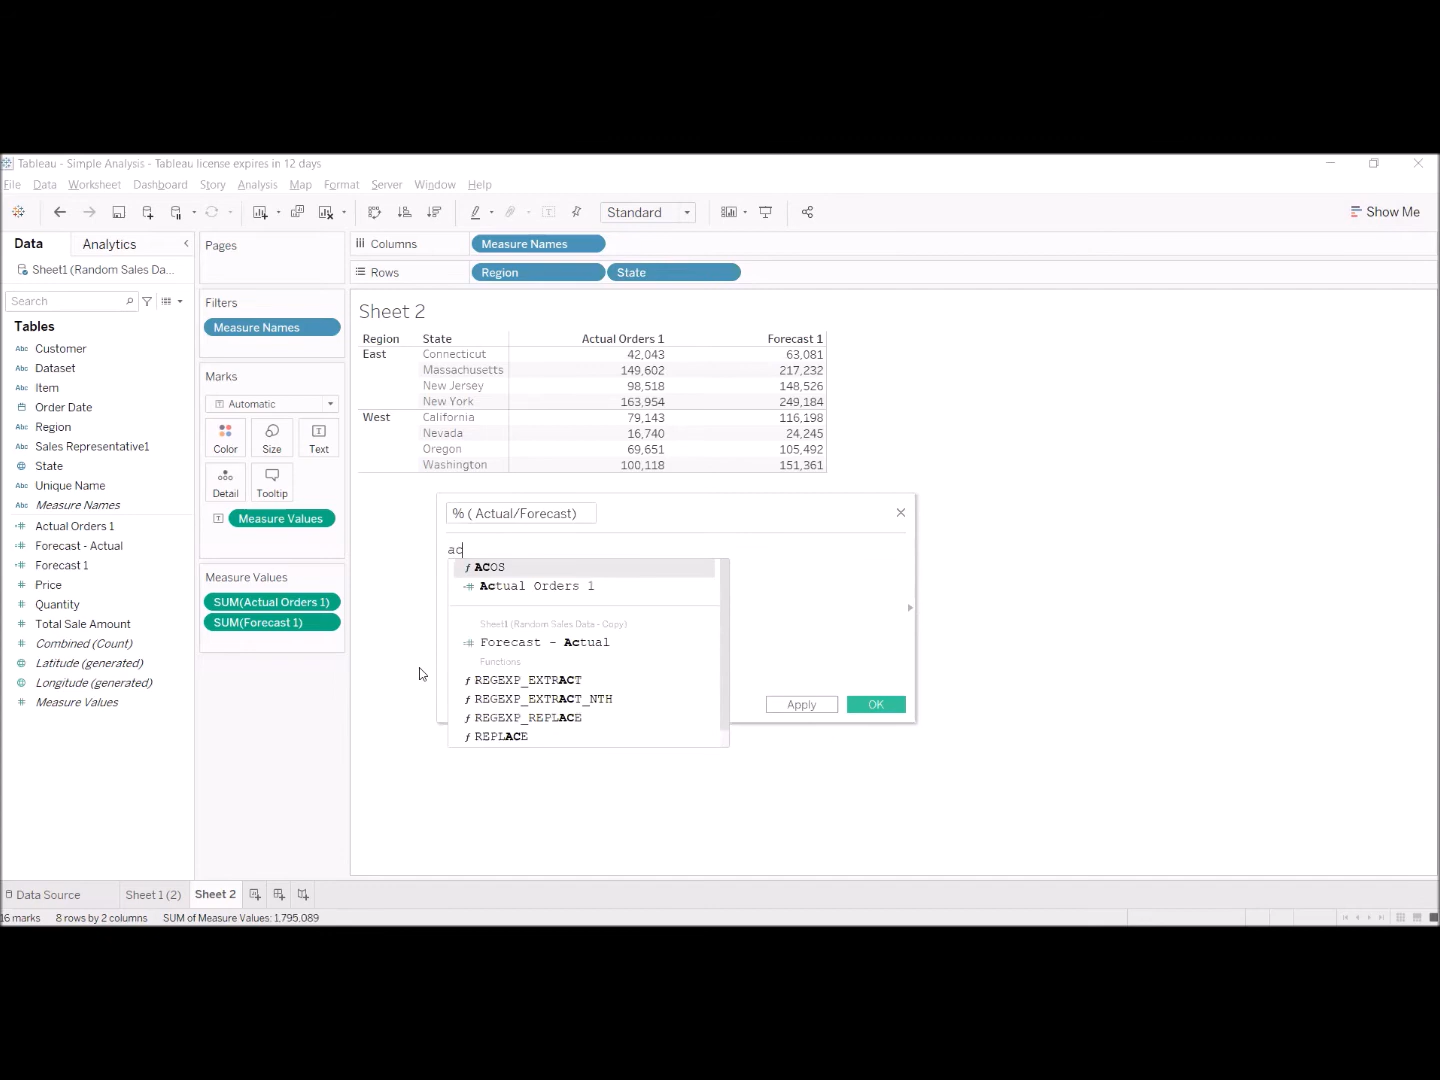 Tableau - Simple Analysis - Tableau license expires in 12 days
File Data Worksheet Dashboard Story Analysis Map Format Server Window Help
Standard
Show Me
Data Analytics
Pages
Columns Measure Names
Sheet1 (Random Sales Da...
Rows Region State
Search
Filters
Measure Names
Tables
Abc Customer
Abc Dataset
Abc Item
Order Date
Abc Region
Abc Sales Representative1
State
Abc Unique Name
Abc Measure Names
Actual Orders 1
Forecast - Actual
Forecast 1
Price
Quantity
Total Sale Amount
Combined (Count)
Latitude (generated)
Longitude (generated)
Measure Values
Marks
Automatic
Color Size Text
Detail Tooltip
Measure Values
Measure Values
SUM(Actual Orders 1)
SUM(Forecast 1)
Sheet 2
Region State Actual Orders 1 Forecast 1
East Connecticut 42,043 63,081
Massachusetts 149,602 217,232
New Jersey 98,518 148,526
New York 163,954 249,184
West California 79,143 116,198
Nevada 16,740 24,245
Oregon 69,651 105,492
Washington 100,118 151,361
% ( Actual/Forecast)
ac
ACOS
Actual Orders 1
Sheet1 (Random Sales Data - Copy)
Forecast - Actual
Functions
REGEXP_EXTRACT
REGEXP_EXTRACT_NTH
REGEXP_REPLACE
REPLACE
Apply OK
Data Source Sheet 1 (2) Sheet 2
16 marks 8 rows by 2 columns SUM of Measure Values: 1,795,089